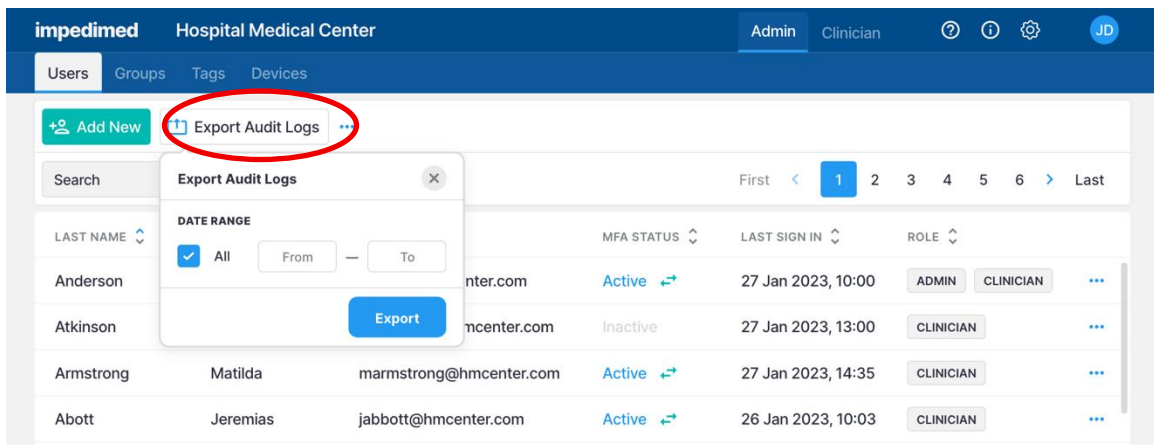 impedimed Hospital Medical Center Admin Clinician JD
Users Groups Tags Devices
Add New Export Audit Logs ...
Search First < 1 2 3 4 5 6 > Last
Export Audit Logs
DATE RANGE
All From — To
Export
LAST NAME MFA STATUS LAST SIGN IN ROLE
Anderson nter.com Active 27 Jan 2023, 10:00 ADMIN CLINICIAN ...
Atkinson mcenter.com Inactive 27 Jan 2023, 13:00 CLINICIAN ...
Armstrong Matilda marmstrong@hmcenter.com Active 27 Jan 2023, 14:35 CLINICIAN ...
Abott Jeremias jabbott@hmcenter.com Active 26 Jan 2023, 10:03 CLINICIAN ...